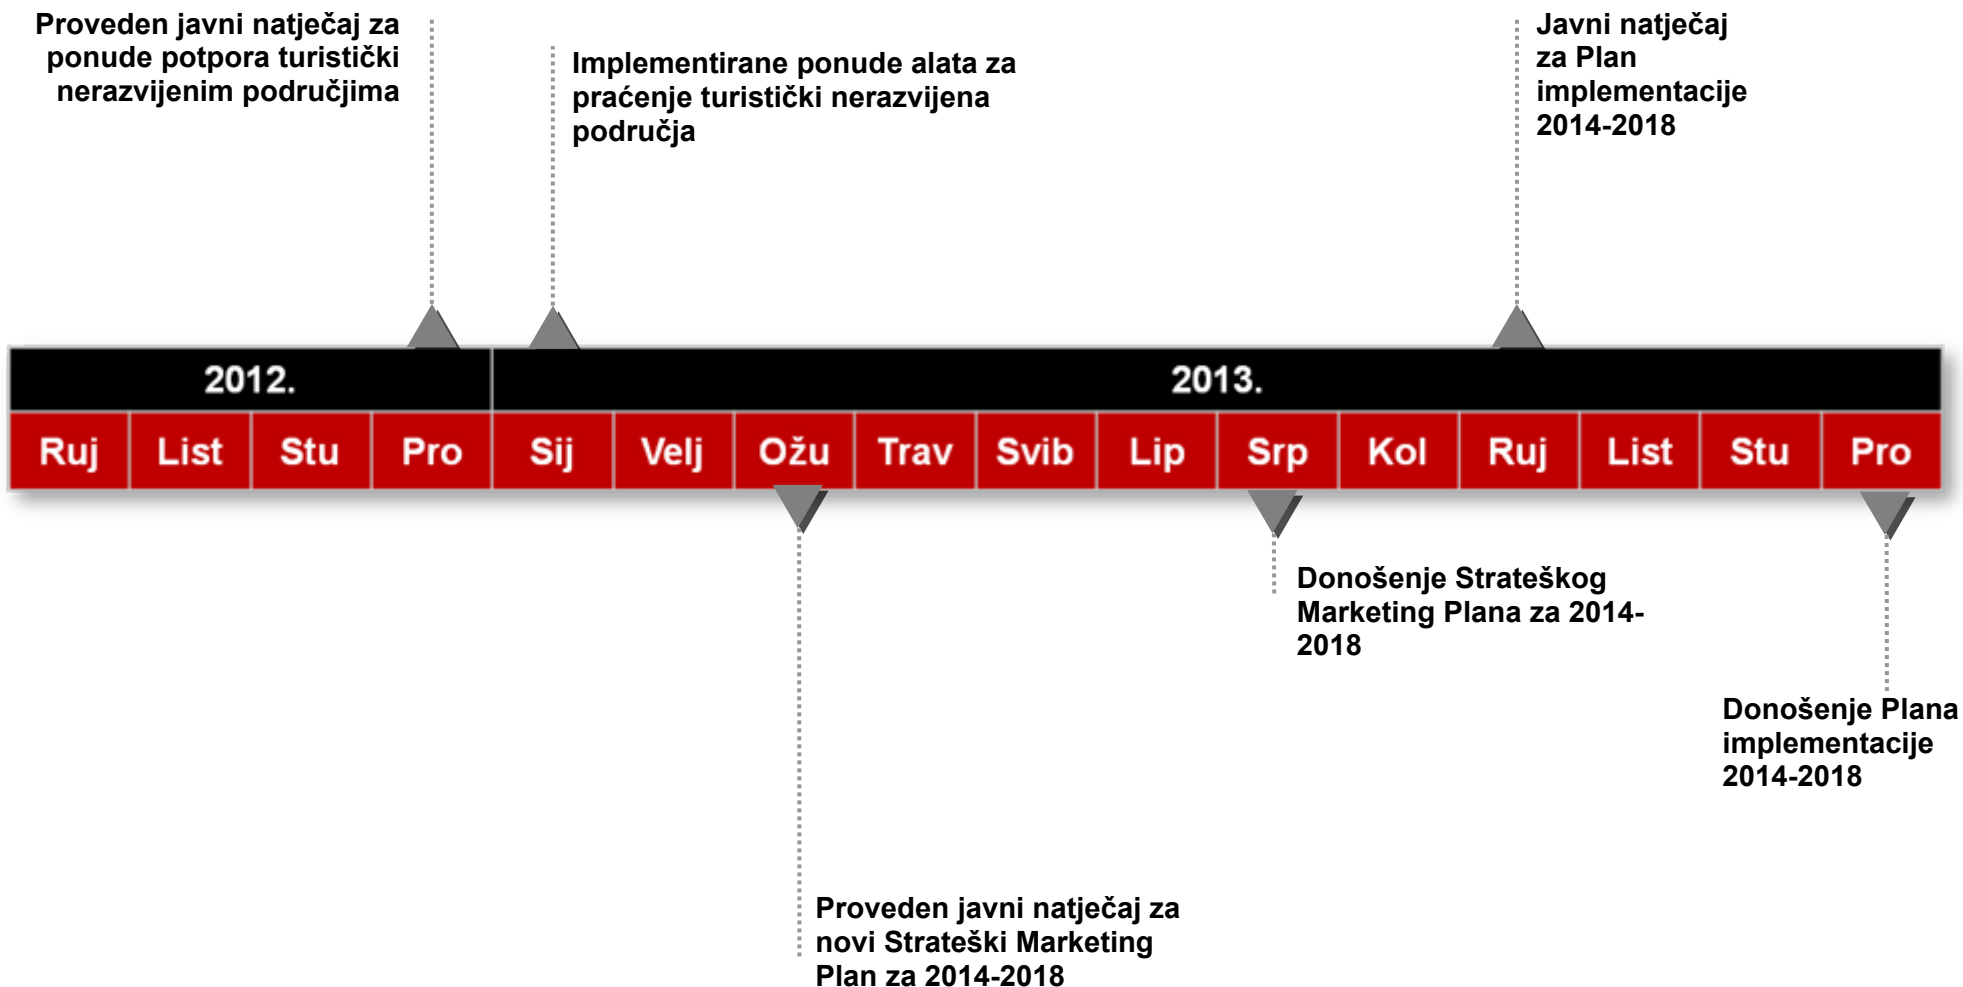 Proveden javni natječaj za
ponude potpora turistički
nerazvijenim područjima
Implementirane ponude alata za
praćenje turistički nerazvijena
područja
Javni natječaj
za Plan
implementacije
2014-2018
2012.
2013.
Ruj
List
Stu
Pro
Sij
Velj
Ožu
Trav
Svib
Lip
Srp
Kol
Ruj
List
Stu
Pro
Donošenje Strateškog
Marketing Plana za 2014-
2018
Donošenje Plana
implementacije
2014-2018
Proveden javni natječaj za
novi Strateški Marketing
Plan za 2014-2018